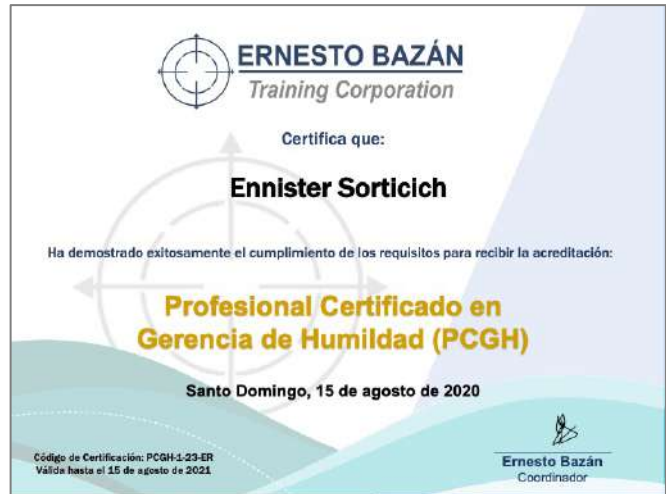 ERNESTO BAZÁN
Training Corporation
Certifica que:
Ennister Sorticich
Ha demostrado exitosamente el cumplimiento de los requisitos para recibir la acreditación:
Profesional Certificado en
Gerencia de Humildad (PCGH)
Santo Domingo, 15 de agosto de 2020
Código de Certificación: PCGH-1-23-ER
Válida hasta el 15 de agosto de 2021
Ernesto Bazán
Coordinador